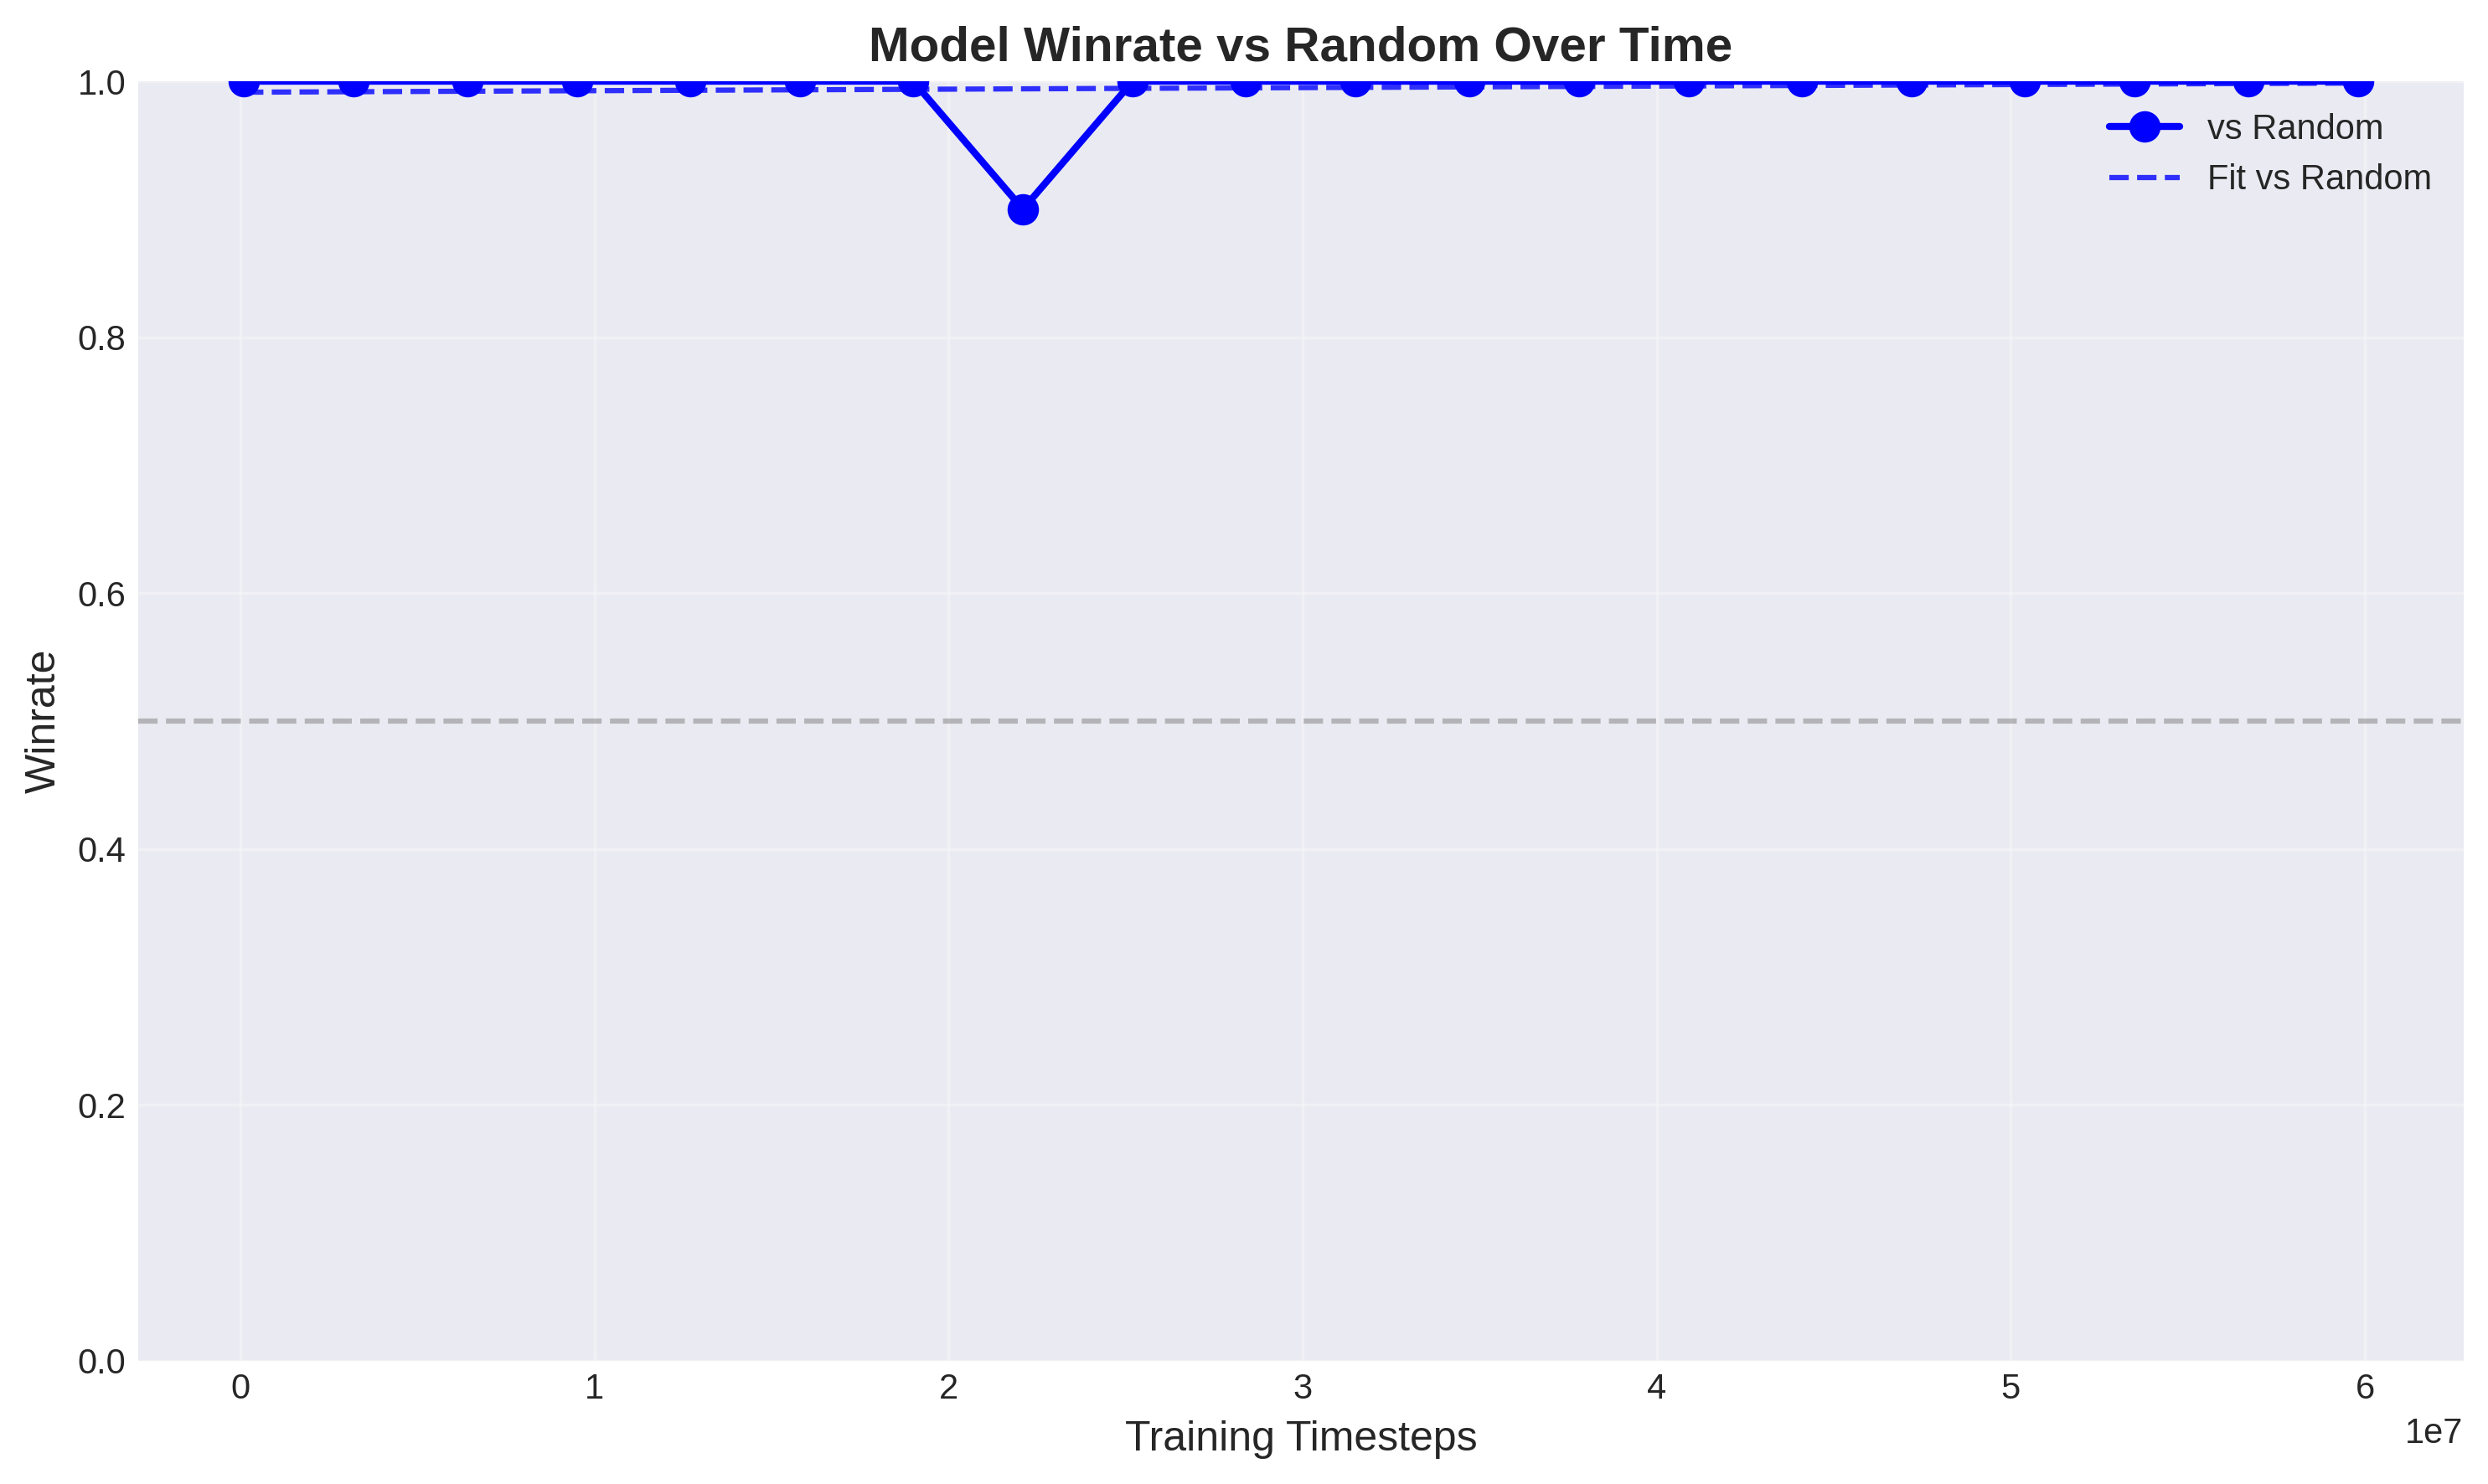 Model Winrate vs Random Over Time
1.0
0.8
0.6
0.4
0.2
0.0
Winrate
vs Random
Fit vs Random
0 1 2 3 4 5 6
1e7
Training Timesteps